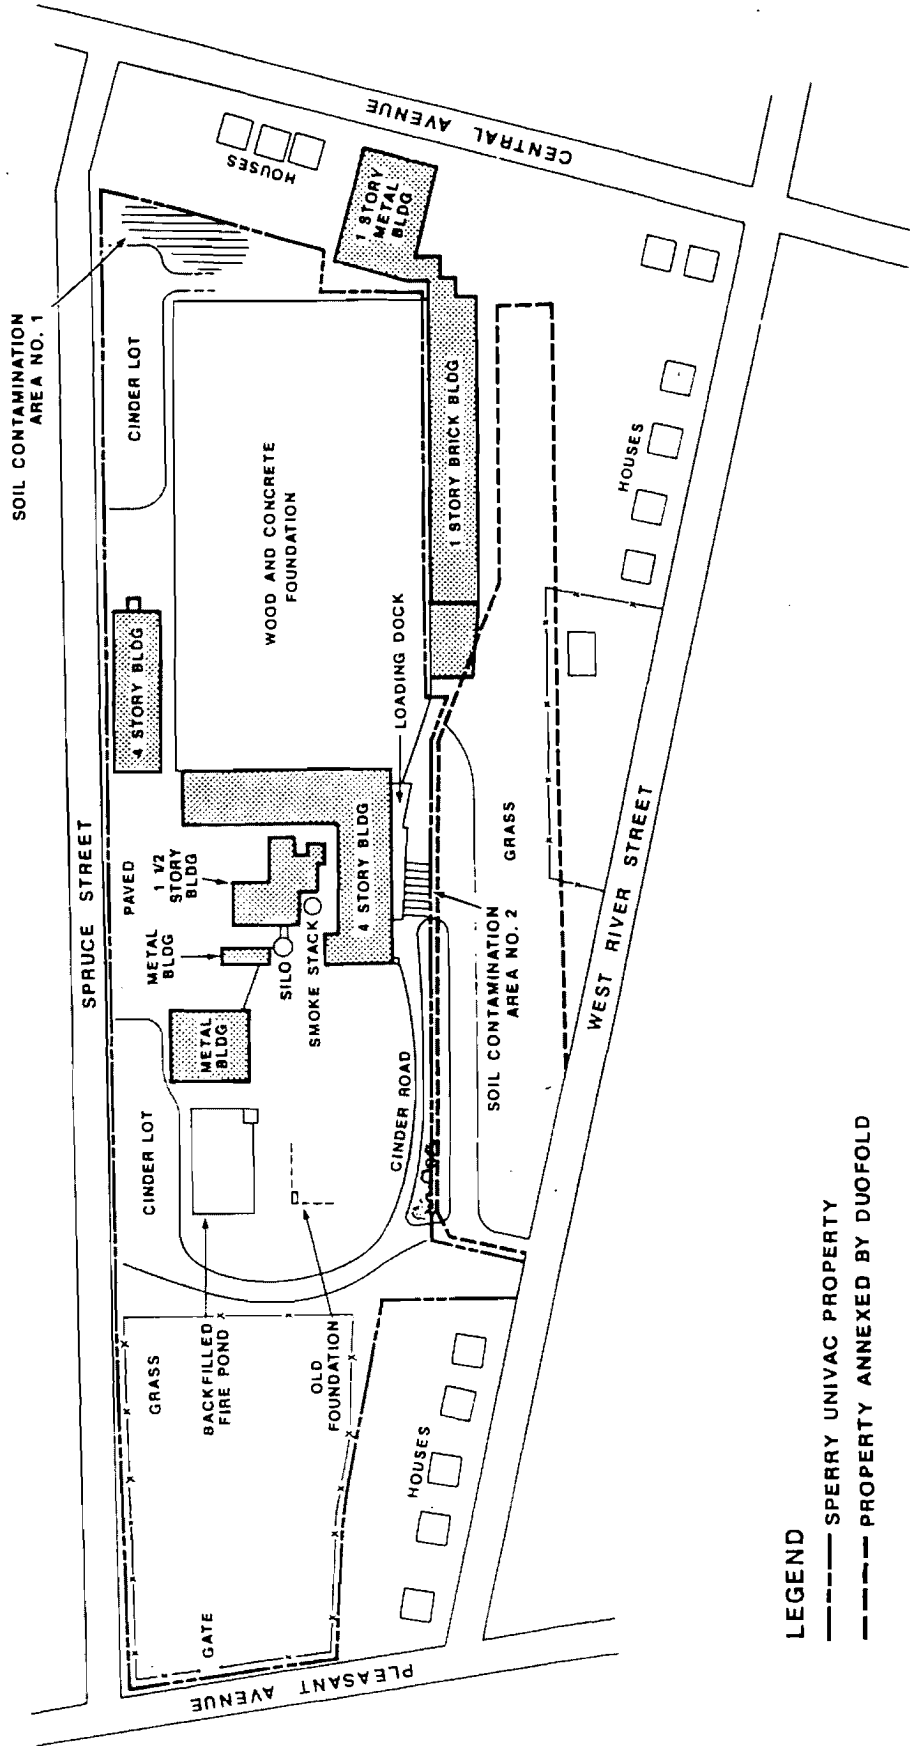 SPRUCE STREET
SOIL CONTAMINATION
AREA NO. 1
CINDER LOT
HOUSES
CENTRAL AVENUE
1 STORY
METAL
BLDG
4 STORY BLDG
WOOD AND CONCRETE
FOUNDATION
1 STORY BRICK BLDG
PAVED
1 1/2
STORY
BLDG
METAL
BLDG
SILO
SMOKE STACK
4 STORY BLDG
LOADING DOCK
METAL
BLDG
CINDER LOT
CINDER ROAD
SOIL CONTAMINATION
AREA NO. 2
GRASS
HOUSES
WEST RIVER STREET
GRASS
BACKFILLED
FIRE POND
OLD
FOUNDATION
HOUSES
GATE
PLEASANT AVENUE
LEGEND
SPERRY UNIVAC PROPERTY
PROPERTY ANNEXED BY DUOFOLD